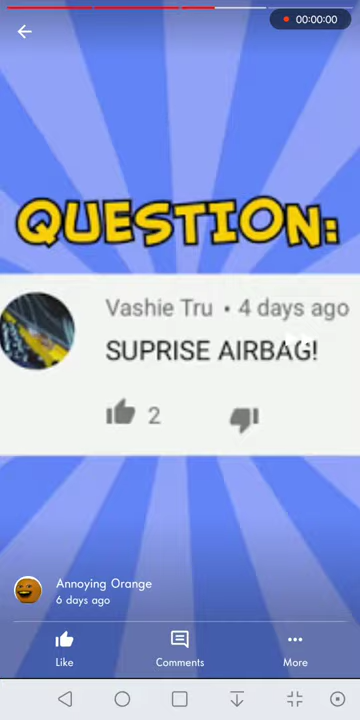 00:00:00
QUESTION:
Vashie Tru • 4 days ago
SUPRISE AIRBAG!
2
Annoying Orange
6 days ago
Like
Comments
More